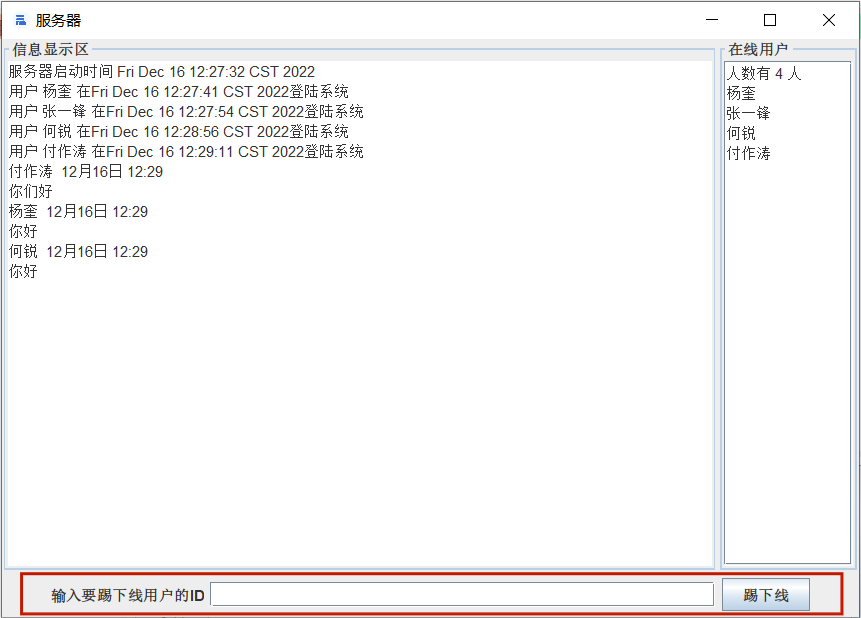 服务器
信息显示区
服务器启动时间 Fri Dec 16 12:27:32 CST 2022
用户 杨奎 在Fri Dec 16 12:27:41 CST 2022登陆系统
用户 张一锋 在Fri Dec 16 12:27:54 CST 2022登陆系统
用户 何锐 在Fri Dec 16 12:28:56 CST 2022登陆系统
用户 付作涛 在Fri Dec 16 12:29:11 CST 2022登陆系统
付作涛 12月16日 12:29
你们好
杨奎 12月16日 12:29
你好
何锐 12月16日 12:29
你好
在线用户
人数有 4 人
杨奎
张一锋
何锐
付作涛
输入要踢下线用户的ID
踢下线